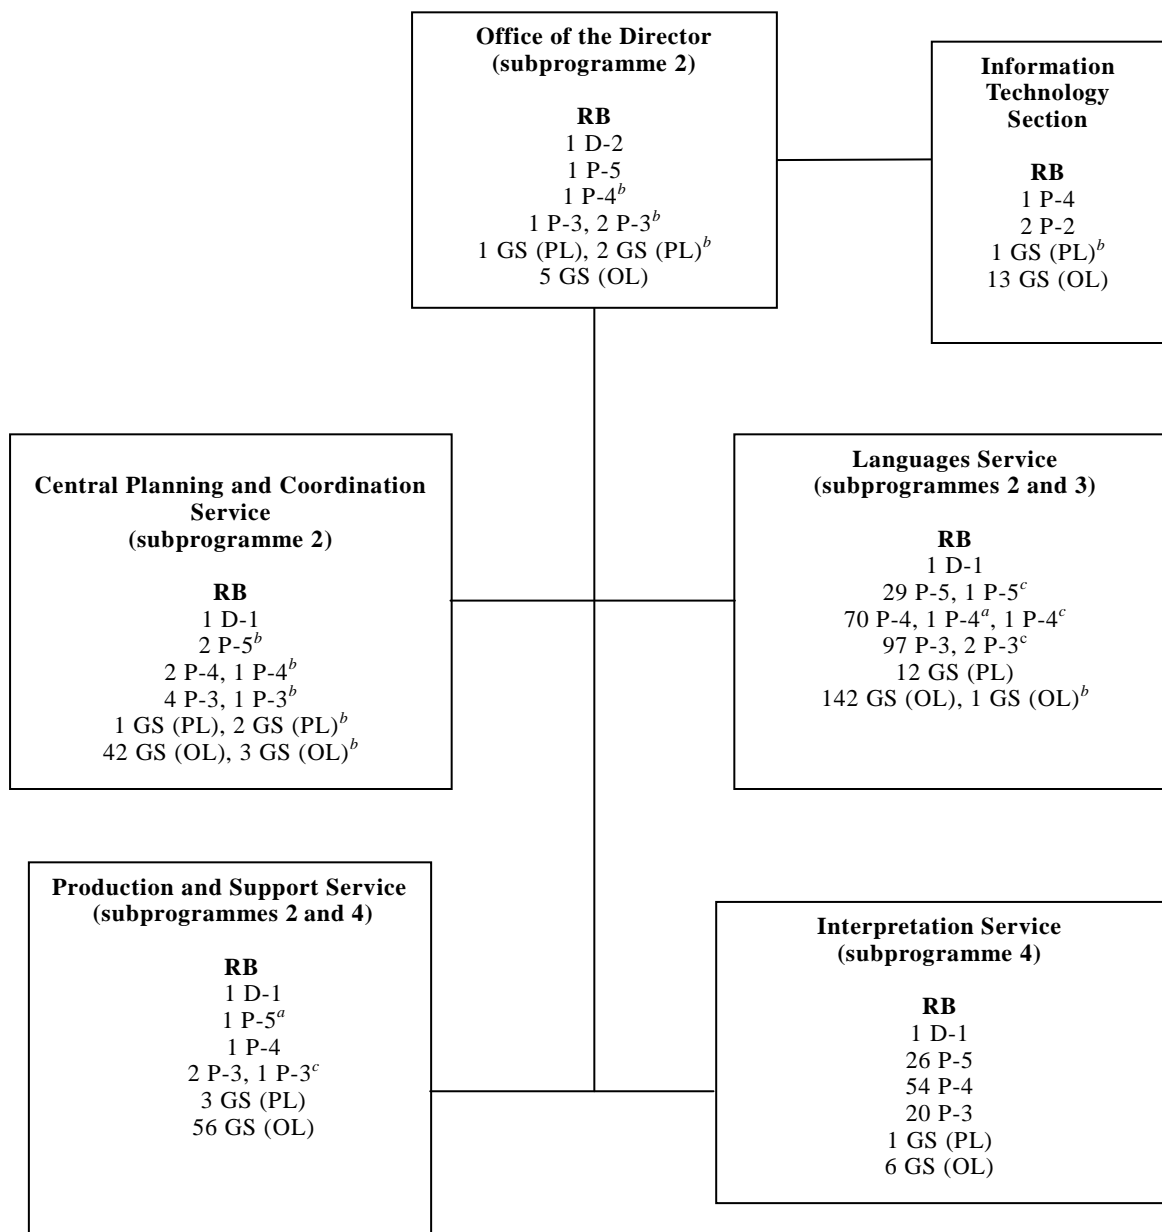 Office of the Director
(subprogramme 2)
RB
1 D-2
1 P-5
1 P-4ᵇ
1 P-3, 2 P-3ᵇ
1 GS (PL), 2 GS (PL)ᵇ
5 GS (OL)
Information
Technology
Section
RB
1 P-4
2 P-2
1 GS (PL)ᵇ
13 GS (OL)
Central Planning and Coordination
Service
(subprogramme 2)
RB
1 D-1
2 P-5ᵇ
2 P-4, 1 P-4ᵇ
4 P-3, 1 P-3ᵇ
1 GS (PL), 2 GS (PL)ᵇ
42 GS (OL), 3 GS (OL)ᵇ
Languages Service
(subprogrammes 2 and 3)
RB
1 D-1
29 P-5, 1 P-5ᶜ
70 P-4, 1 P-4ᵃ, 1 P-4ᶜ
97 P-3, 2 P-3ᶜ
12 GS (PL)
142 GS (OL), 1 GS (OL)ᵇ
Production and Support Service
(subprogrammes 2 and 4)
RB
1 D-1
1 P-5ᵃ
1 P-4
2 P-3, 1 P-3ᶜ
3 GS (PL)
56 GS (OL)
Interpretation Service
(subprogramme 4)
RB
1 D-1
26 P-5
54 P-4
20 P-3
1 GS (PL)
6 GS (OL)